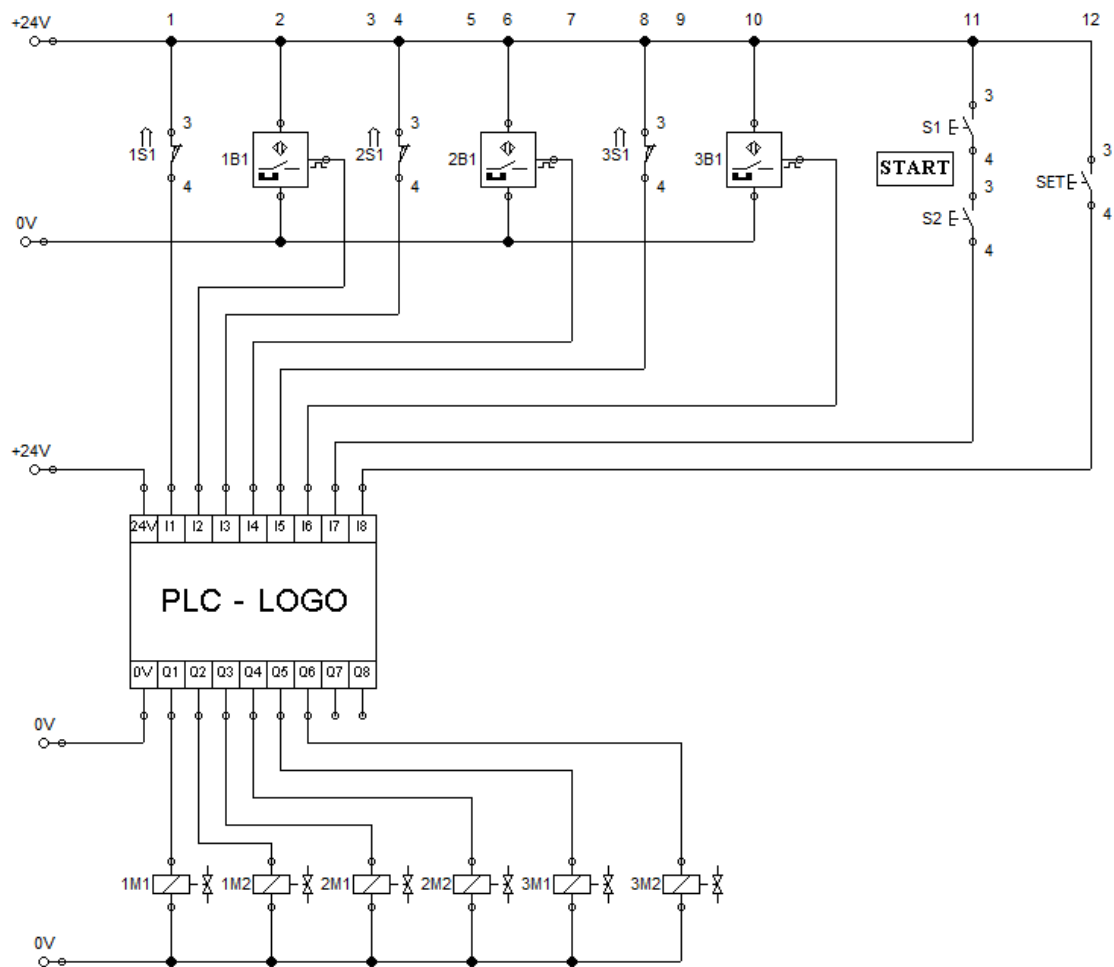 +24V 1 2 3 4 5 6 7 8 9 10 11 12
3 3 3 3
1S1 1B1 2S1 2B1 3S1 3B1 S1
4 4 4 4 3
START 3 SET
S2 4
4
0V
+24V
24V I1 I2 I3 I4 I5 I6 I7 I8
PLC - LOGO
0V Q1 Q2 Q3 Q4 Q5 Q6 Q7 Q8
0V
1M1 1M2 2M1 2M2 3M1 3M2
0V